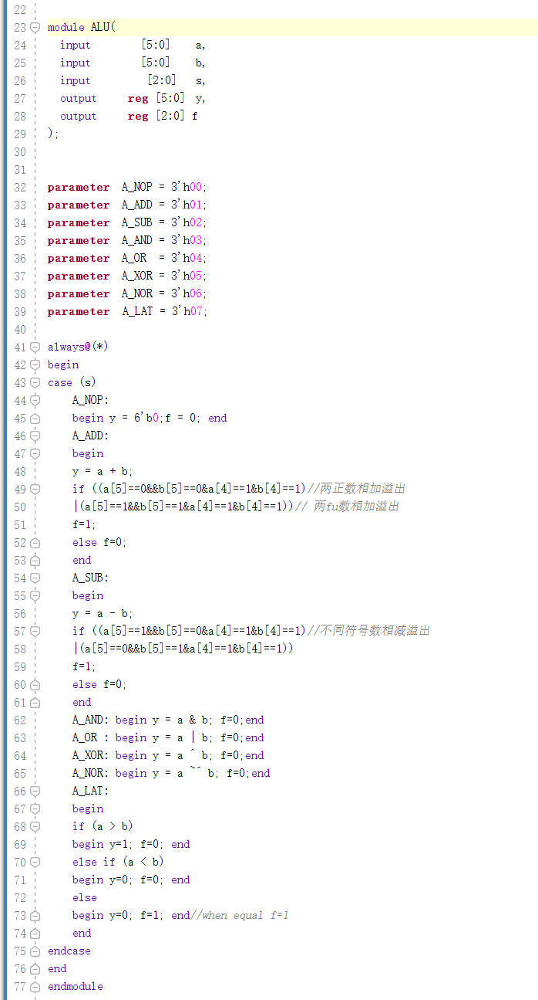 22
23 module ALU(
24 input [5:0] a,
25 input [5:0] b,
26 input [2:0] s,
27 output reg [5:0] y,
28 output reg [2:0] f
29 );
30
31
32 parameter A_NOP = 3'h00;
33 parameter A_ADD = 3'h01;
34 parameter A_SUB = 3'h02;
35 parameter A_AND = 3'h03;
36 parameter A_OR = 3'h04;
37 parameter A_XOR = 3'h05;
38 parameter A_NOR = 3'h06;
39 parameter A_LAT = 3'h07;
40
41 always@(*)
42 begin
43 case (s)
44 A_NOP:
45 begin y = 6'b0;f = 0; end
46 A_ADD:
47 begin
48 y = a + b;
49 if ((a[5]==0&&b[5]==0&a[4]==1&b[4]==1)//两正数相加溢出
50 |(a[5]==1&&b[5]==1&a[4]==1&b[4]==1))// 两fu数相加溢出
51 f=1;
52 else f=0;
53 end
54 A_SUB:
55 begin
56 y = a - b;
57 if ((a[5]==1&&b[5]==0&a[4]==1&b[4]==1)//不同符号数相减溢出
58 |(a[5]==0&&b[5]==1&a[4]==1&b[4]==1))
59 f=1;
60 else f=0;
61 end
62 A_AND: begin y = a & b; f=0;end
63 A_OR : begin y = a | b; f=0;end
64 A_XOR: begin y = a ^ b; f=0;end
65 A_NOR: begin y = a ~^ b; f=0;end
66 A_LAT:
67 begin
68 if (a > b)
69 begin y=1; f=0; end
70 else if (a < b)
71 begin y=0; f=0; end
72 else
73 begin y=0; f=1; end//when equal f=1
74 end
75 endcase
76 end
77 endmodule